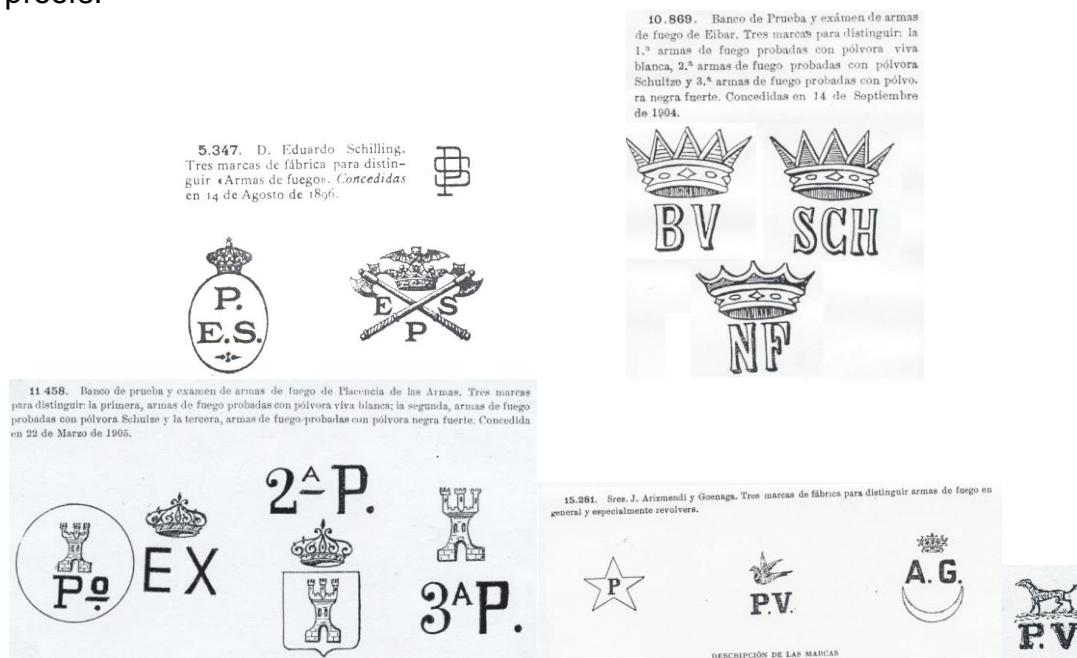 proofs.
10.869. Banco de Prueba y exámen de armas
de fuego de Eibar. Tres marcas para distinguir: la
1.ª armas de fuego probadas con pólvora viva
blanca, 2.ª armas de fuego probadas con pólvora
Schultze y 3.ª armas de fuego probadas con pólvo-
ra negra fuerte. Concedidas en 14 de Septiembre
de 1904.
BV
SCH
NF
5.347. D. Eduardo Schilling.
Tres marcas de fábrica para distin-
guir «Armas de fuego». Concedidas
en 14 de Agosto de 1896.
P.
E.S.
E S
P
11.458. Banco de prueba y examen de armas de fuego de Placencia de las Armas. Tres marcas
para distinguir: la primera, armas de fuego probadas con pólvora viva blanca; la segunda, armas de fuego
probadas con pólvora Schulze y la tercera, armas de fuego probadas con pólvora negra fuerte. Concedida
en 22 de Marzo de 1905.
Pº.
EX
2ᴬ P.
3ᴬ P.
15.281. Sres. J. Arizmendi y Goenaga. Tres marcas de fábrica para distinguir armas de fuego en
general y especialmente revolvers.
P
P.V.
A. G.
P. V
DESCRIPCIÓN DE LAS MARCAS